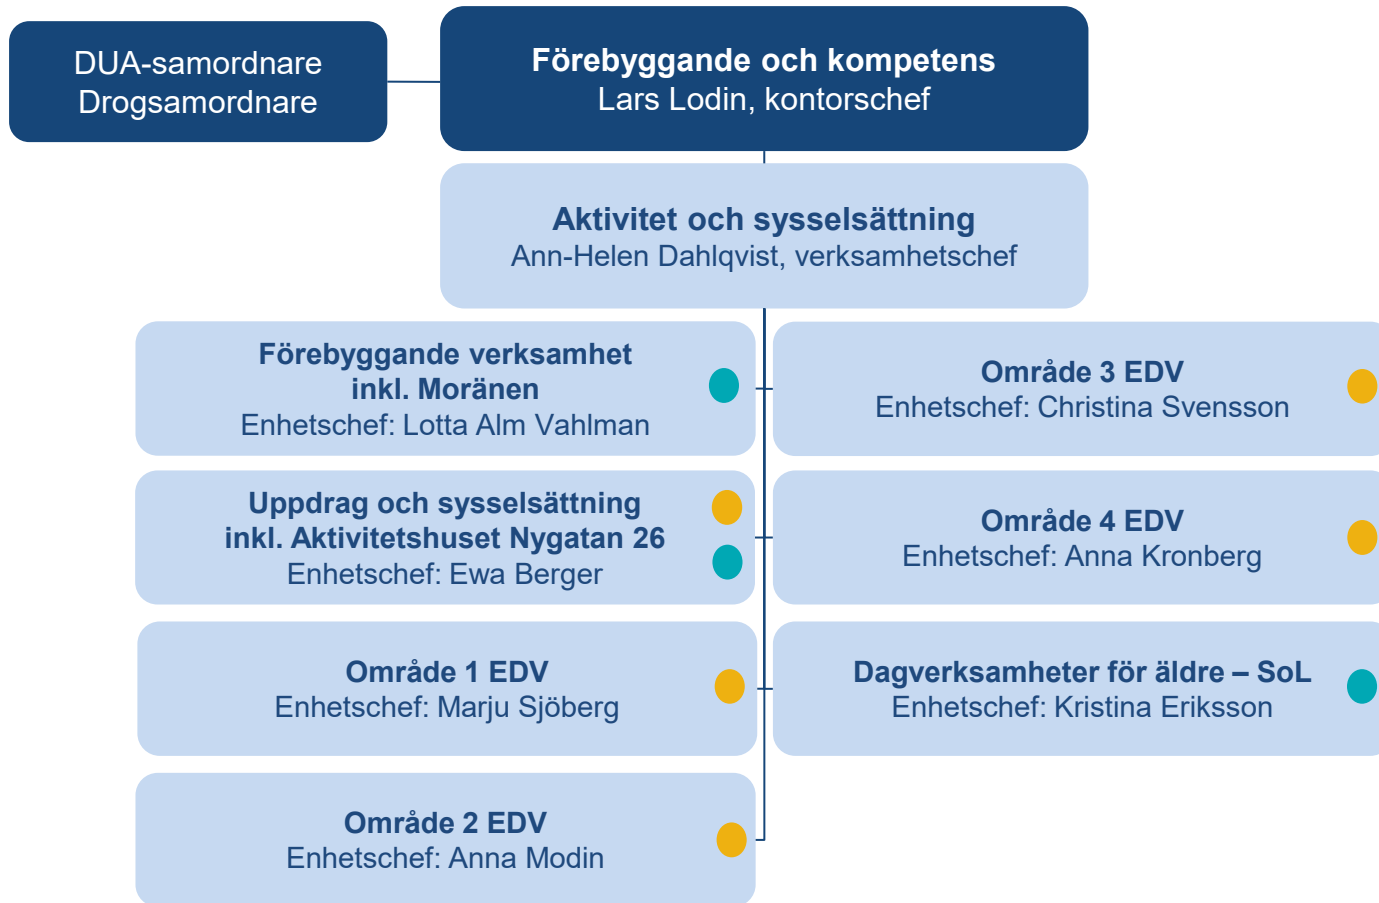 DUA-samordnare
Drogsamordnare
Förebyggande och kompetens
Lars Lodin, kontorschef
Aktivitet och sysselsättning
Ann-Helen Dahlqvist, verksamhetschef
Förebyggande verksamhet
inkl. Moränen
Enhetschef: Lotta Alm Vahlman
Område 3 EDV
Enhetschef: Christina Svensson
Uppdrag och sysselsättning
inkl. Aktivitetshuset Nygatan 26
Enhetschef: Ewa Berger
Område 4 EDV
Enhetschef: Anna Kronberg
Område 1 EDV
Enhetschef: Marju Sjöberg
Dagverksamheter för äldre – SoL
Enhetschef: Kristina Eriksson
Område 2 EDV
Enhetschef: Anna Modin